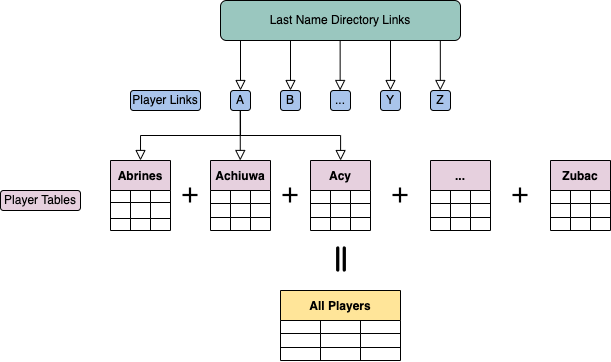 Last Name Directory Links
Player Links
A
B
...
Y
Z
Abrines
Achiuwa
Acy
...
Zubac
Player Tables
+
+
+
+
=
All Players